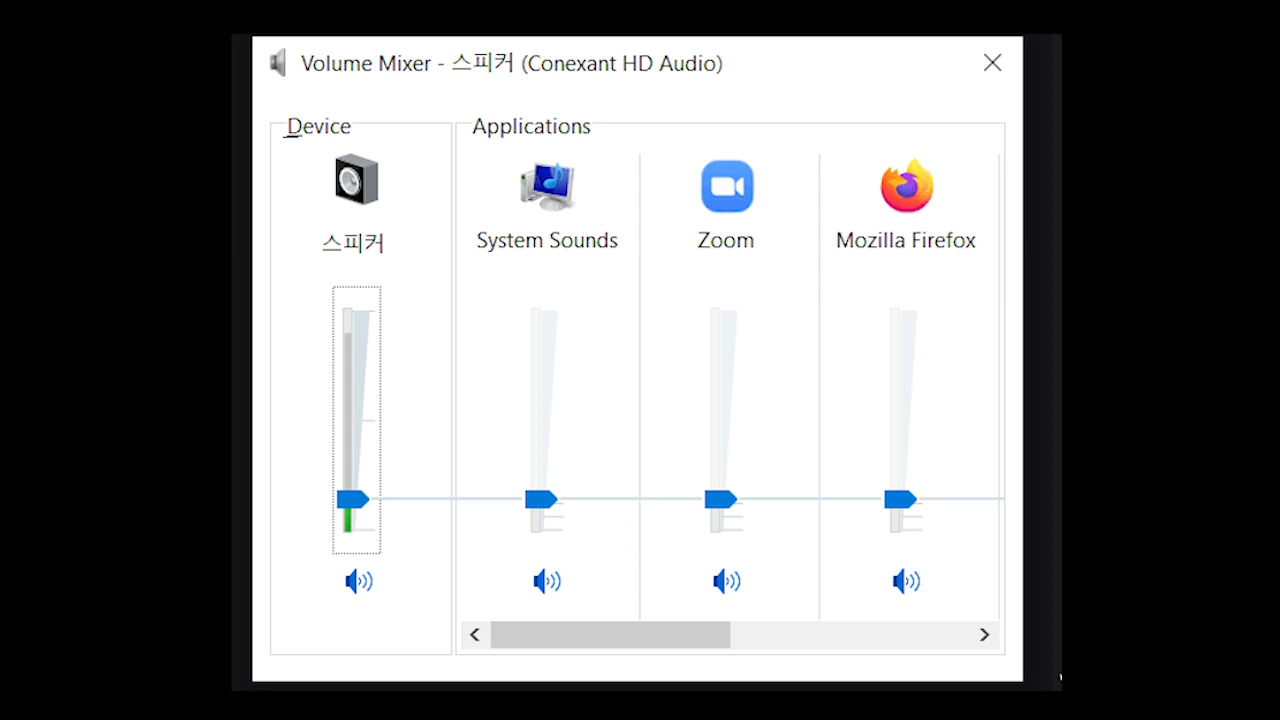 Volume Mixer - 스피커 (Conexant HD Audio)
Device
Applications
스피커
System Sounds
Zoom
Mozilla Firefox